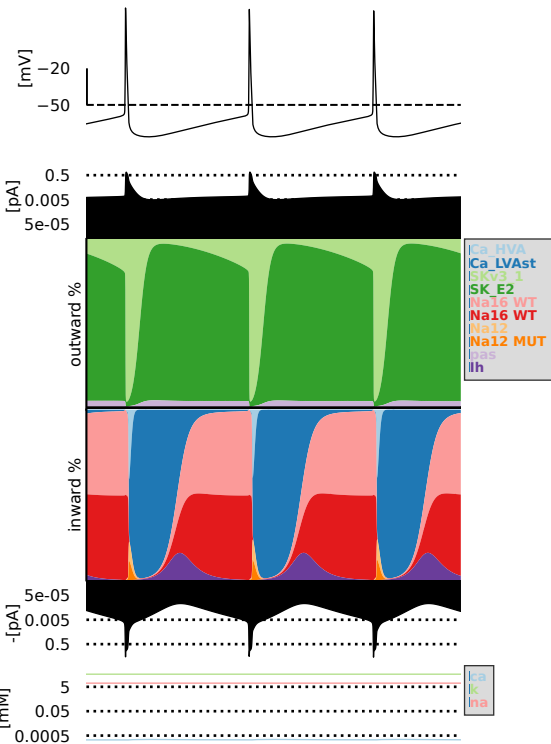 [mV]
−20
−50
[pA]
0.5
0.005
5e-05
outward %
Ca_HVA
Ca_LVAst
SKv3_1
SK_E2
Na16 WT
Na16 WT
Na12
Na12 MUT
pas
Ih
inward %
-[pA]
5e-05
0.005
0.5
[mM]
5
0.05
0.0005
ca
k
na